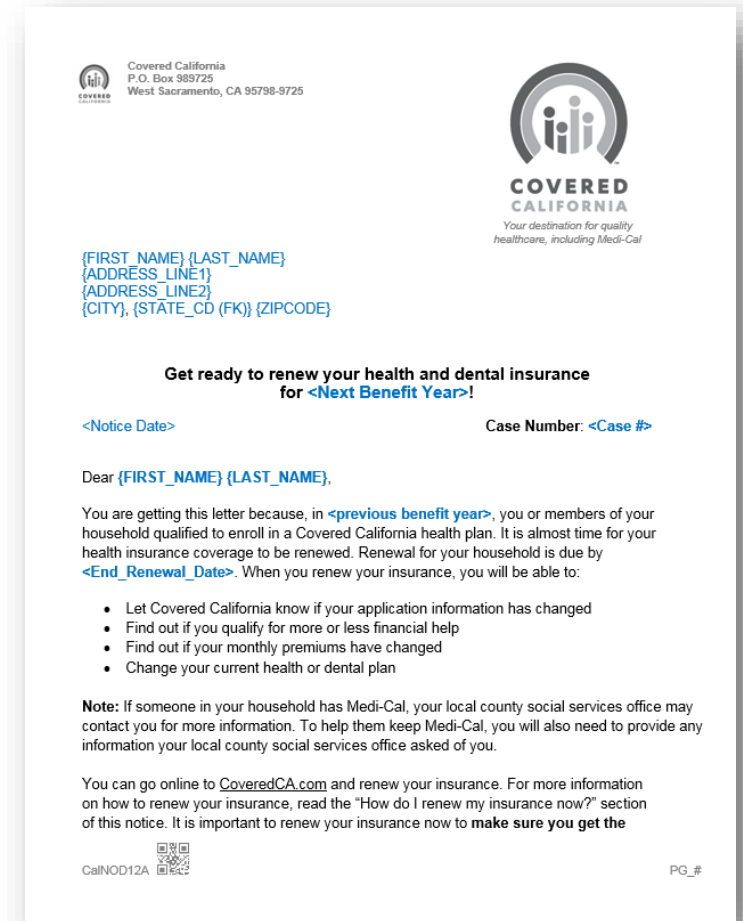 Covered California
P.O. Box 989725
West Sacramento, CA 95798-9725
COVERED
CALIFORNIA
COVERED
CALIFORNIA
Your destination for quality
healthcare, including Medi-Cal
{FIRST_NAME} {LAST_NAME}
{ADDRESS_LINE1}
{ADDRESS_LINE2}
{CITY}, {STATE_CD (FK)} {ZIPCODE}
Get ready to renew your health and dental insurance
for <Next Benefit Year>!
<Notice Date>
Case Number: <Case #>
Dear {FIRST_NAME} {LAST_NAME},
You are getting this letter because, in <previous benefit year>, you or members of your
household qualified to enroll in a Covered California health plan. It is almost time for your
health insurance coverage to be renewed. Renewal for your household is due by
<End_Renewal_Date>. When you renew your insurance, you will be able to:
• Let Covered California know if your application information has changed
• Find out if you qualify for more or less financial help
• Find out if your monthly premiums have changed
• Change your current health or dental plan
Note: If someone in your household has Medi-Cal, your local county social services office may
contact you for more information. To help them keep Medi-Cal, you will also need to provide any
information your local county social services office asked of you.
You can go online to CoveredCA.com and renew your insurance. For more information
on how to renew your insurance, read the “How do I renew my insurance now?” section
of this notice. It is important to renew your insurance now to make sure you get the
CalNOD12A
PG_#